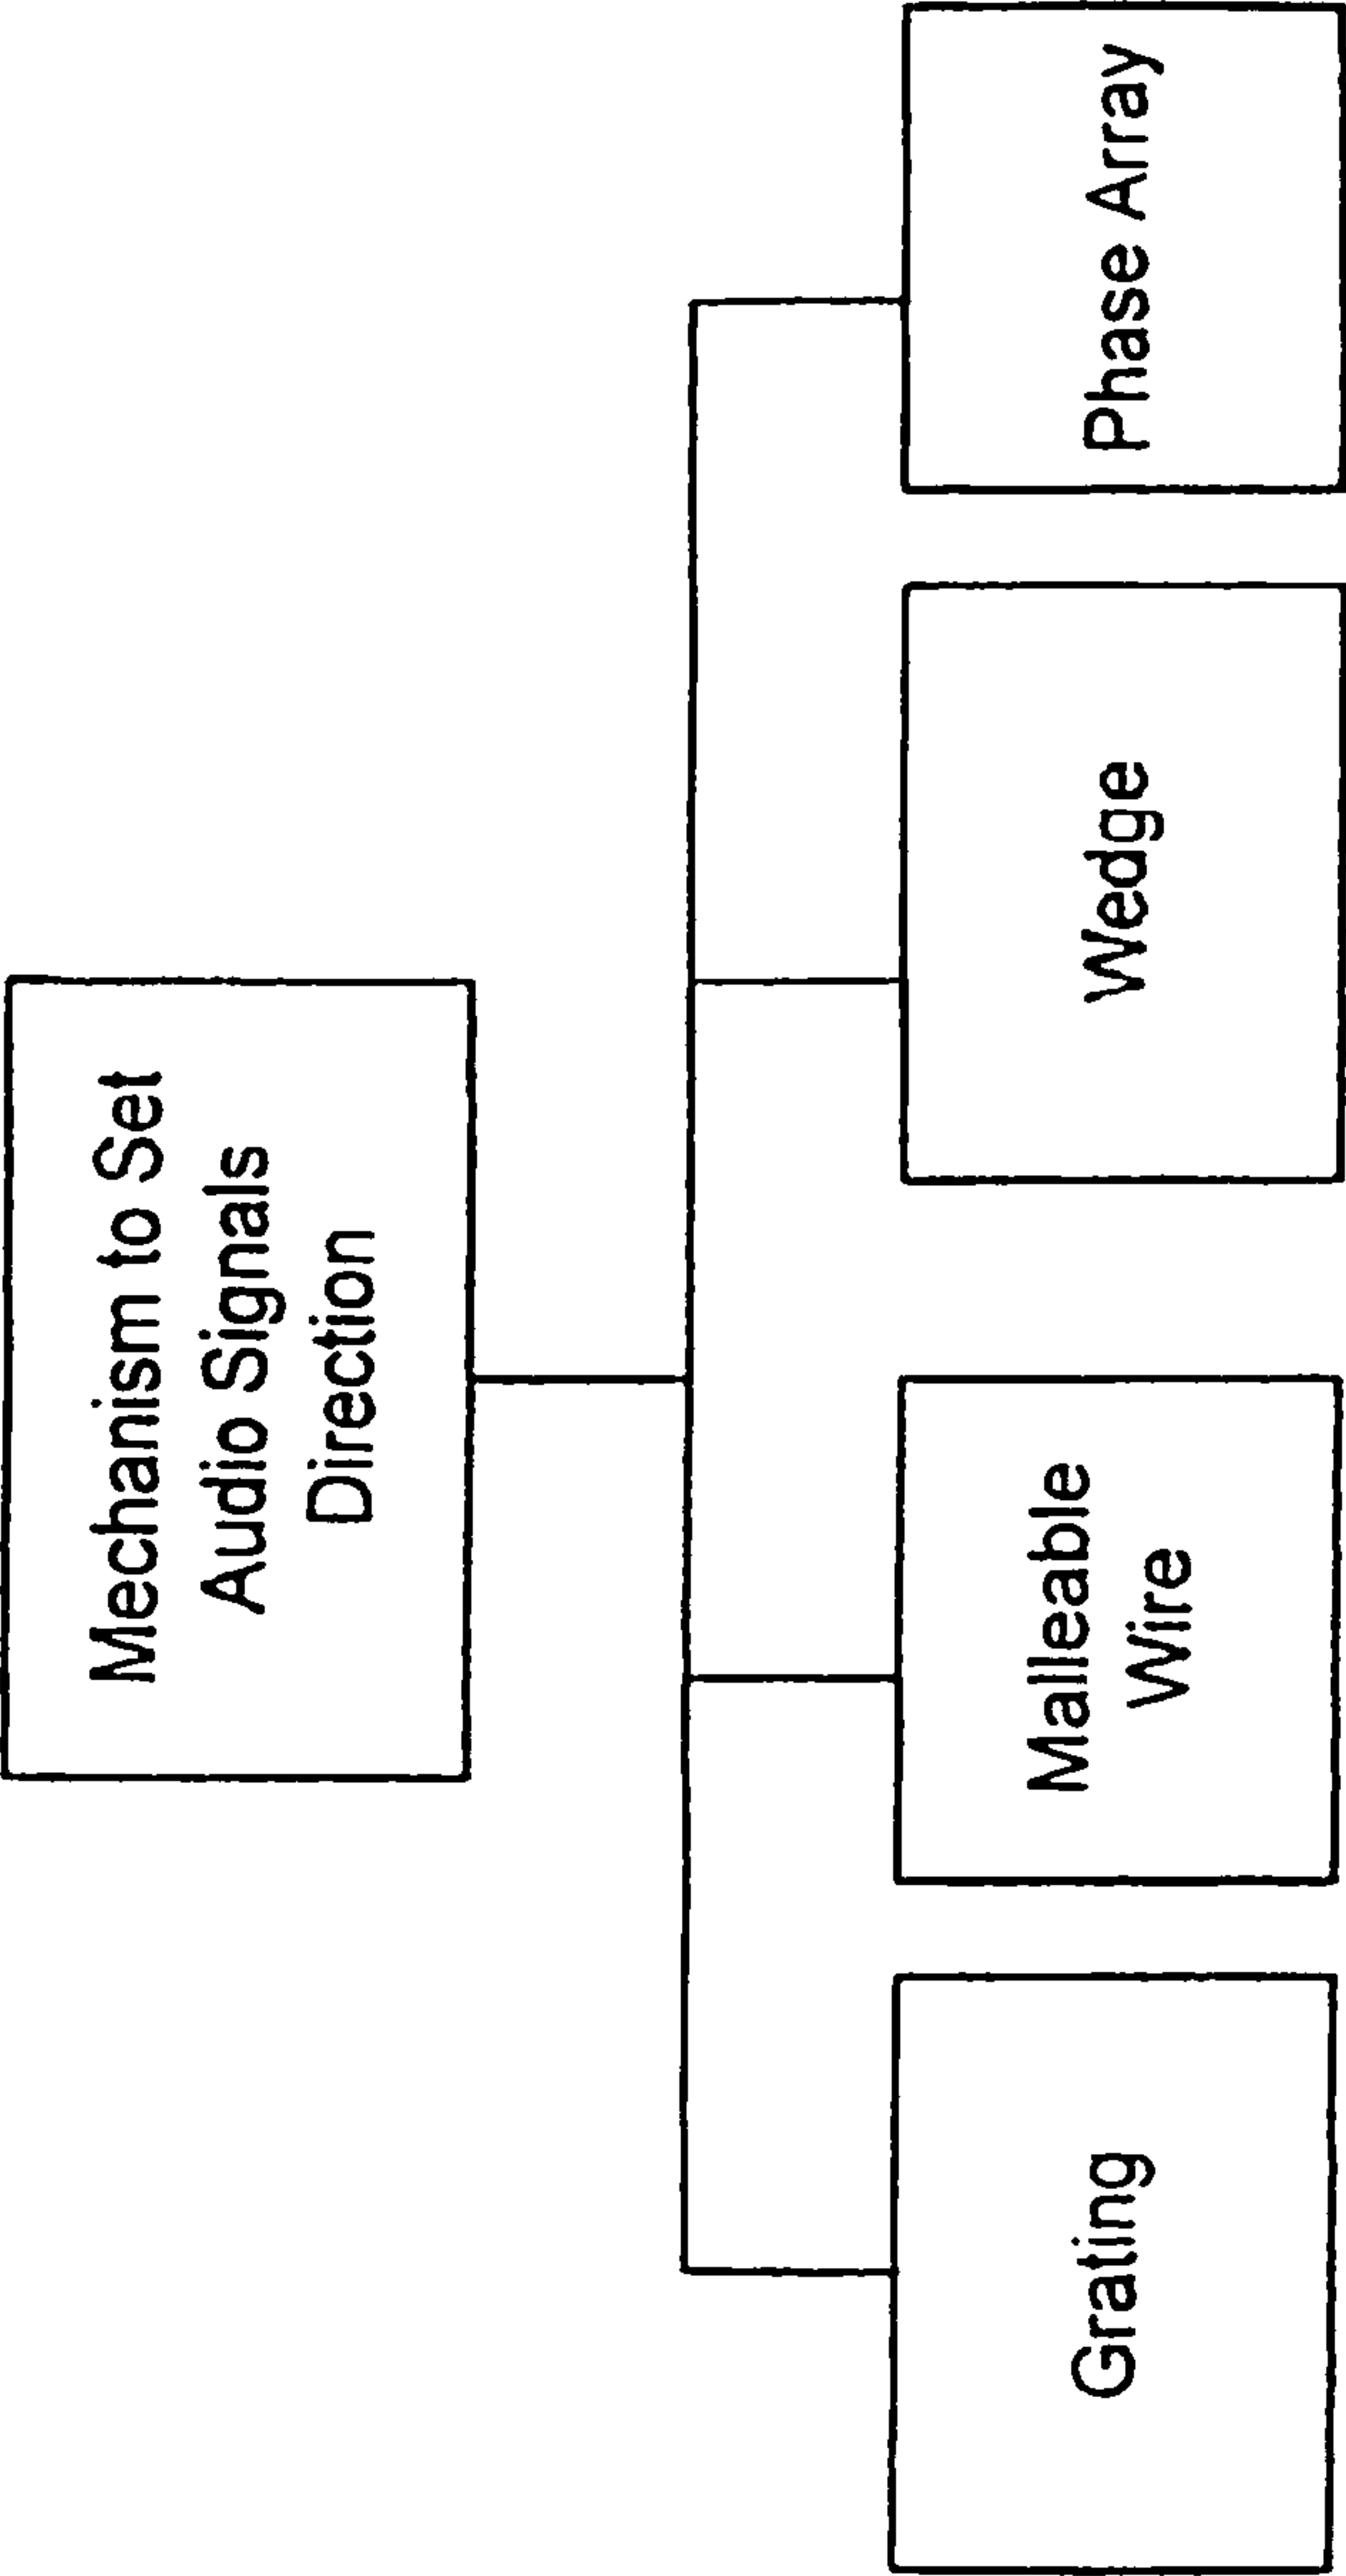 Mechanism to Set
Audio Signals
Direction
Grating
Malleable
Wire
Wedge
Phase Array